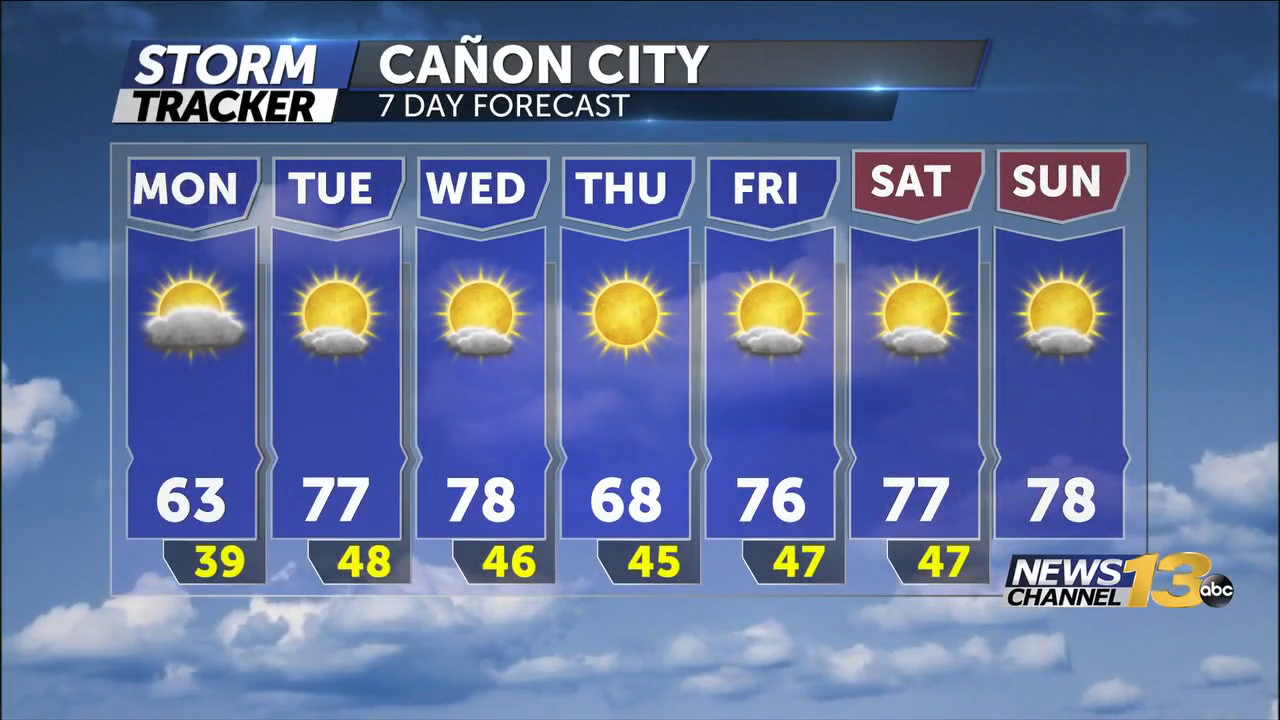 STORM
TRACKER
CAÑON CITY
7 DAY FORECAST
MON TUE WED THU FRI SAT SUN
63 77 78 68 76 77 78
39 48 46 45 47 47
NEWS
CHANNEL
13
abc